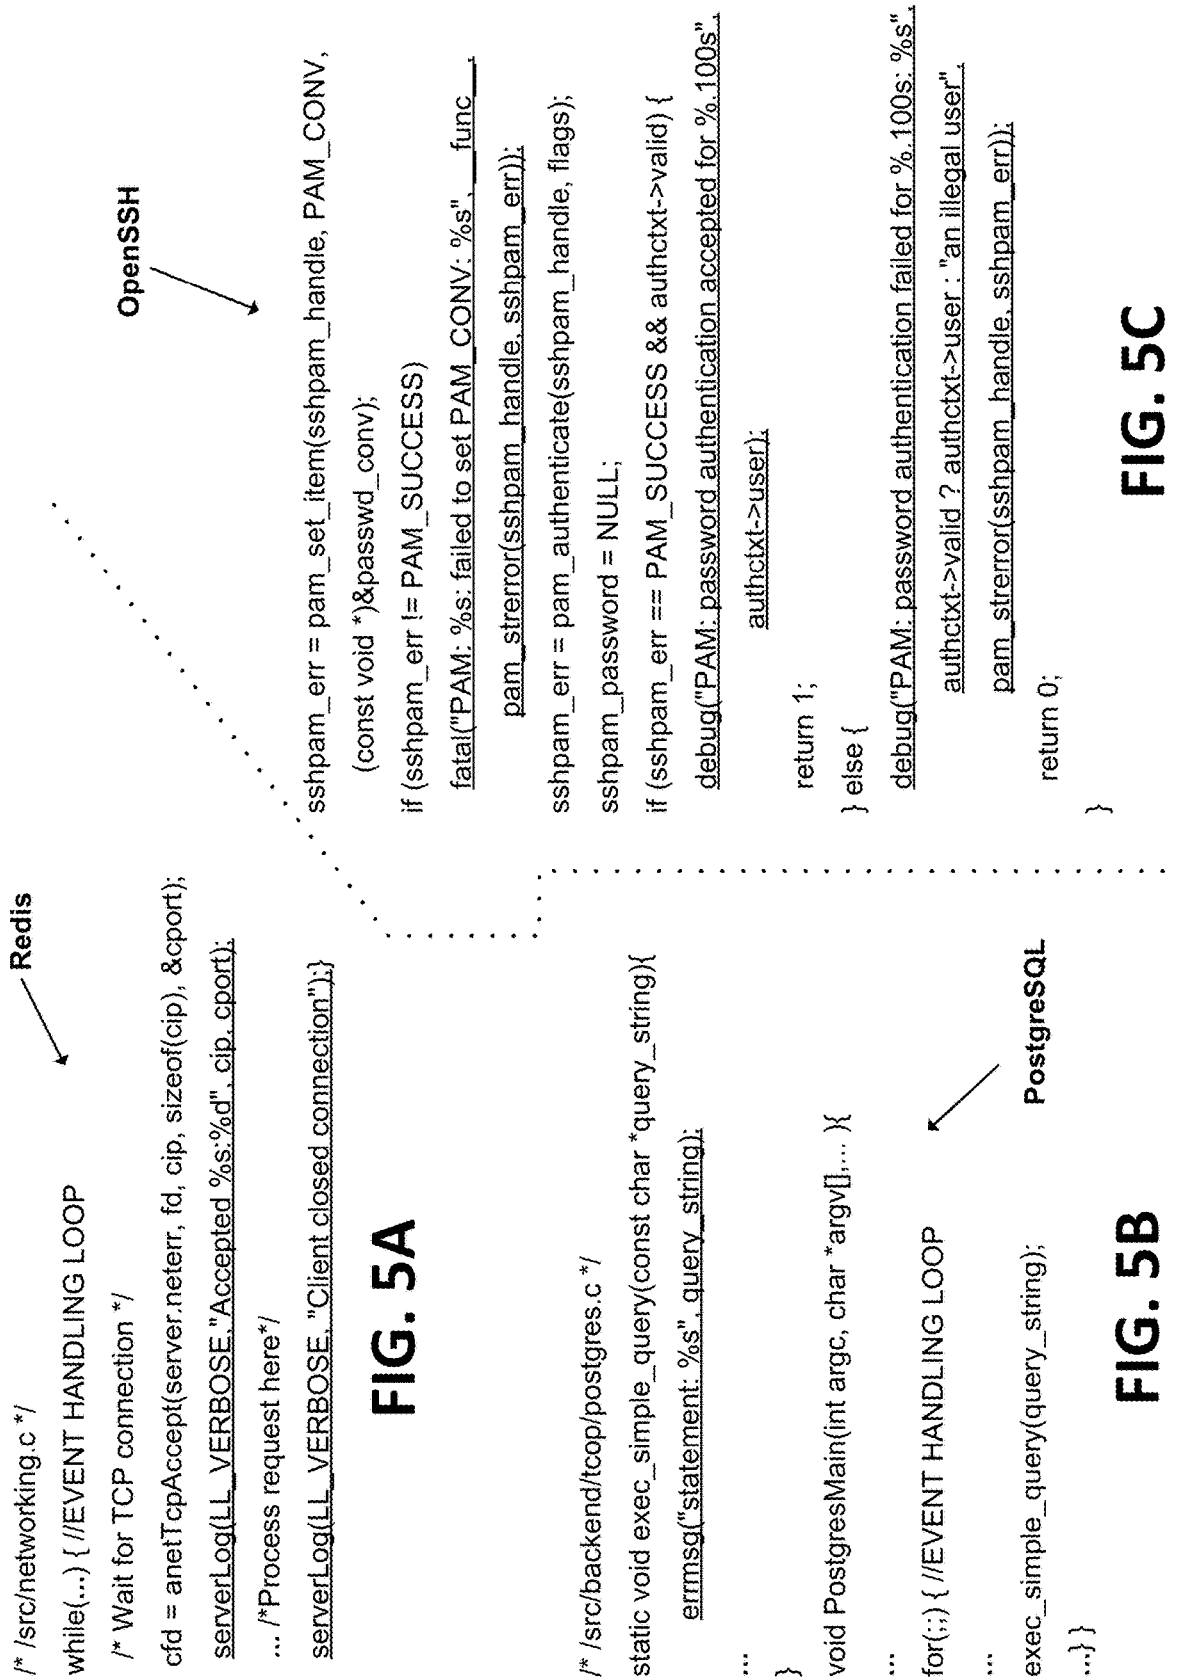 Redis
/* /src/networking.c */
while(...) { //EVENT HANDLING LOOP
/* Wait for TCP connection */
cfd = anetTcpAccept(server.neterr, fd, cip, sizeof(cip), &cport);
serverLog(LL_VERBOSE,"Accepted %s:%d", cip, cport);
... /*Process request here*/
serverLog(LL_VERBOSE, "Client closed connection");}
FIG. 5A
/* /src/backend/tcop/postgres.c */
static void exec_simple_query(const char *query_string){
errmsg("statement: %s", query_string);
...
}
void PostgresMain(int argc, char *argv[],... ){
...
for(;;) { //EVENT HANDLING LOOP
...
exec_simple_query(query_string);
...} }
PostgreSQL
FIG. 5B
OpenSSH
sshpam_err = pam_set_item(sshpam_handle, PAM_CONV,
(const void *)&passwd_conv);
if (sshpam_err != PAM_SUCCESS)
fatal("PAM: %s: failed to set PAM_CONV: %s", __func__,
pam_strerror(sshpam_handle, sshpam_err));
sshpam_err = pam_authenticate(sshpam_handle, flags);
sshpam_password = NULL;
if (sshpam_err == PAM_SUCCESS && authctxt->valid) {
debug("PAM: password authentication accepted for %.100s",
authctxt->user);
return 1;
} else {
debug("PAM: password authentication failed for %.100s: %s",
authctxt->valid ? authctxt->user : "an illegal user",
pam_strerror(sshpam_handle, sshpam_err));
return 0;
}
FIG. 5C